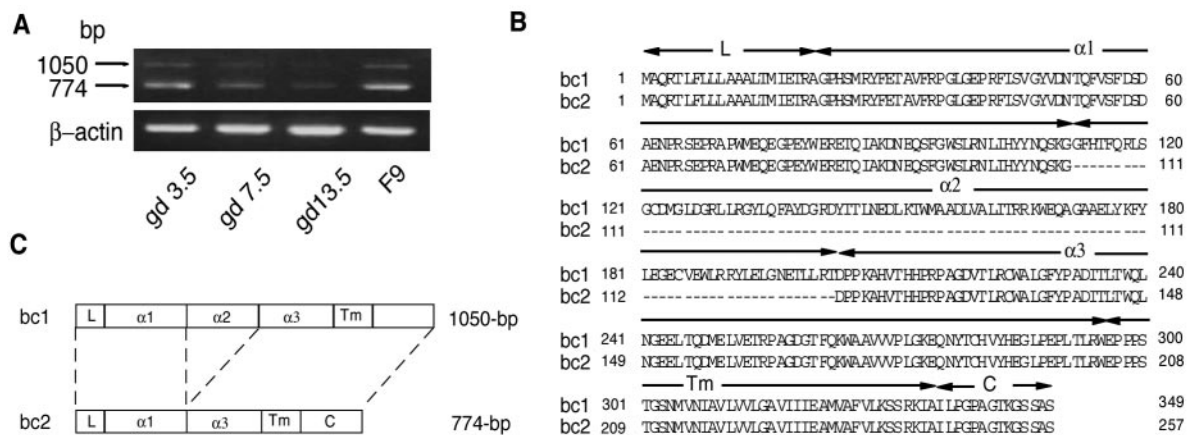 A
bp
1050
774
β–actin
gd 3.5
gd 7.5
gd13.5
F9
C
bc1 L α1 α2 α3 Tm 1050-bp
bc2 L α1 α3 Tm C 774-bp
B
L α1
bc1 1 MAQRTLFLLLAAALTMIETRAGPHSMRYFETAVFRPGLGEPRFISVGYVDNTQFVSFDSD 60
bc2 1 MAQRTLFLLLAAALTMIETRAGPHSMRYFETAVFRPGLGEPRFISVGYVDNTQFVSFDSD 60
bc1 61 AENPRSEPRAPWMEQEGPEYWERETQIAKDNEQSFGWSLRNLIHYYNQSKGGFHTFQRLS 120
bc2 61 AENPRSEPRAPWMEQEGPEYWERETQIAKDNEQSFGWSLRNLIHYYNQSKG--------- 111
α2
bc1 121 GCDMGLDGRLLRGYLQFAYDGRDYITLNEDLKTWMAADLVALITRRKWEQAGAAELYKFY 180
bc2 111 ------------------------------------------------------------ 111
α3
bc1 181 LEGECVEWLRRYLELGNETLLRTDPPKAHVTHHPRPAGDVTLRCWALGFYPADITLTWQL 240
bc2 112 -----------------------DPPKAHVTHHPRPAGDVTLRCWALGFYPADITLTWQL 148
bc1 241 NGEELTQDMELVETRPAGDGTFQKWAAVVVPLGKEQNYTCHVYHEGLPEPLTLRWEPPPS 300
bc2 149 NGEELTQDMELVETRPAGDGTFQKWAAVVVPLGKEQNYTCHVYHEGLPEPLTLRWEPPPS 208
Tm C
bc1 301 TGSNMVNIAVLVVLGAVIIIEAMVAFVLKSSRKIAILPGPAGTKGSSAS 349
bc2 209 TGSNMVNIAVLVVLGAVIIIEAMVAFVLKSSRKIAILPGPAGTKGSSAS 257